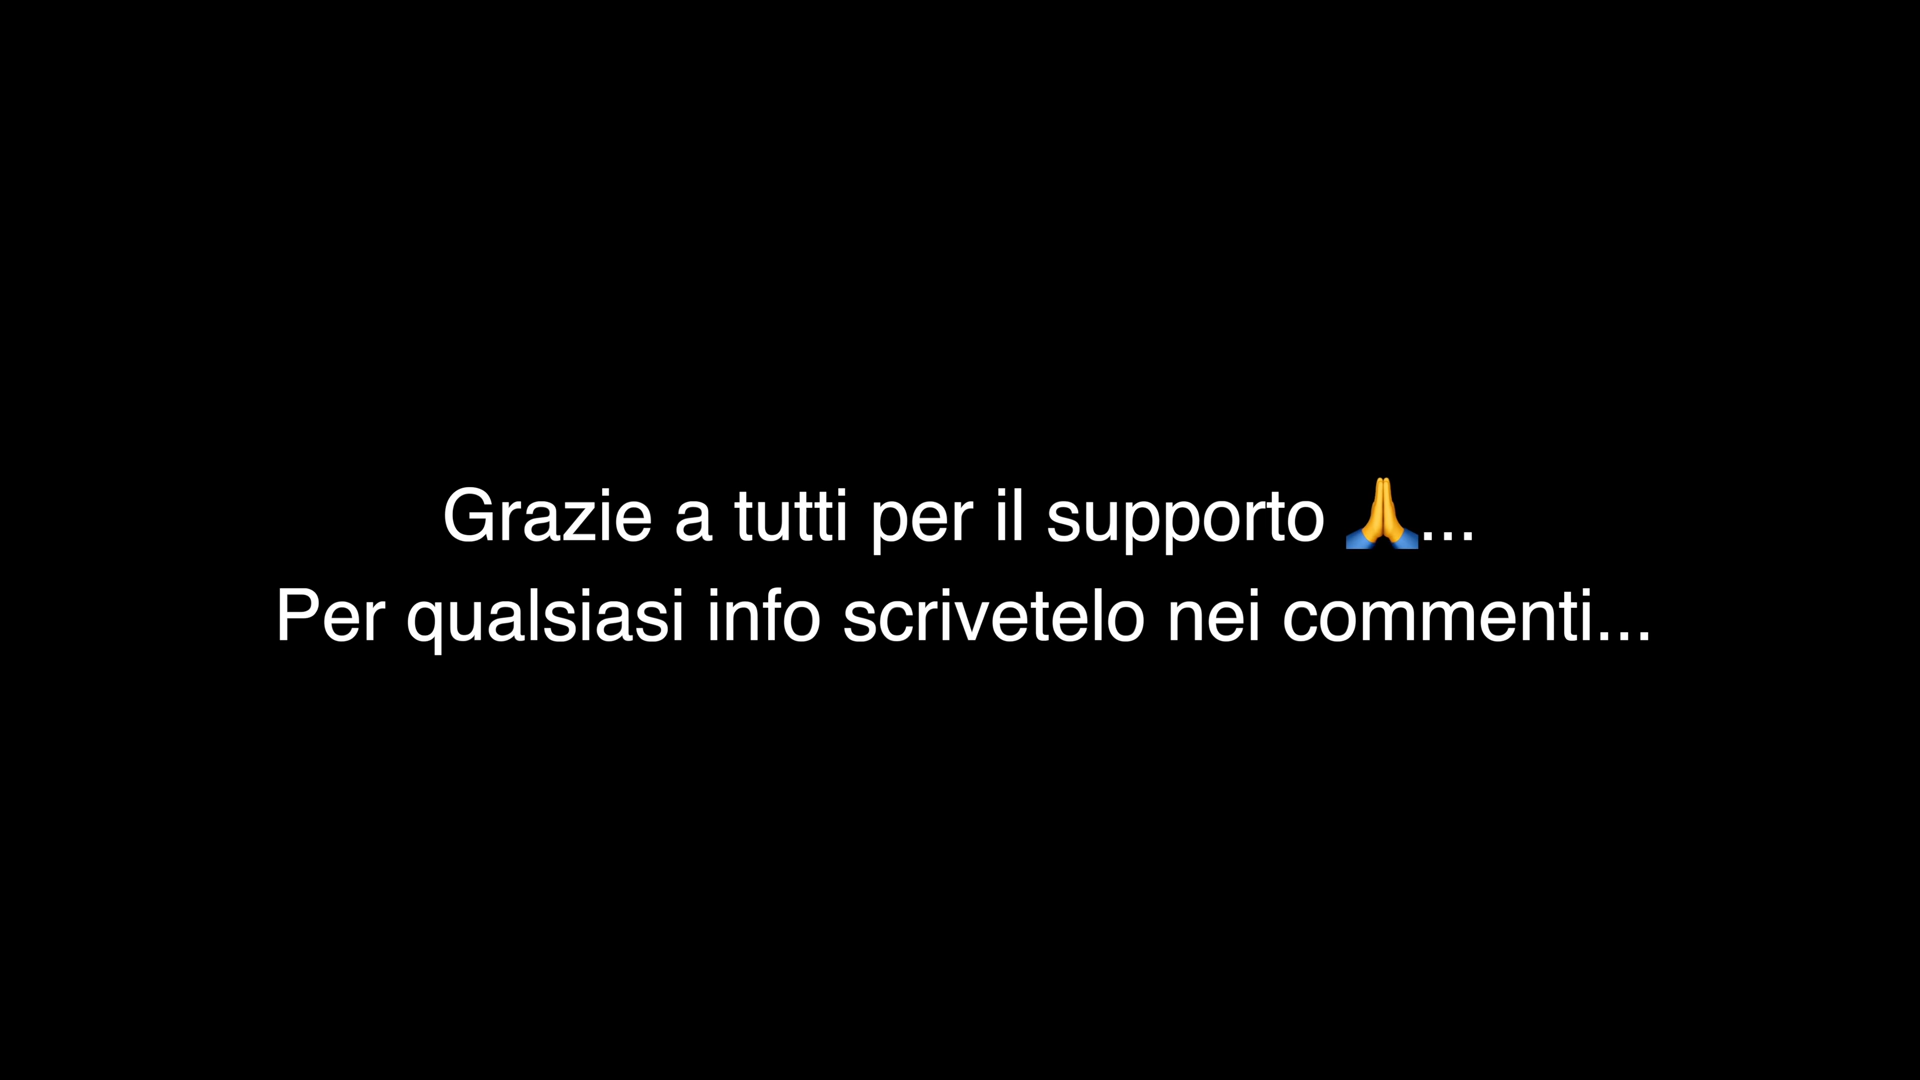 Grazie a tutti per il supporto 🙏...
Per qualsiasi info scrivetelo nei commenti...